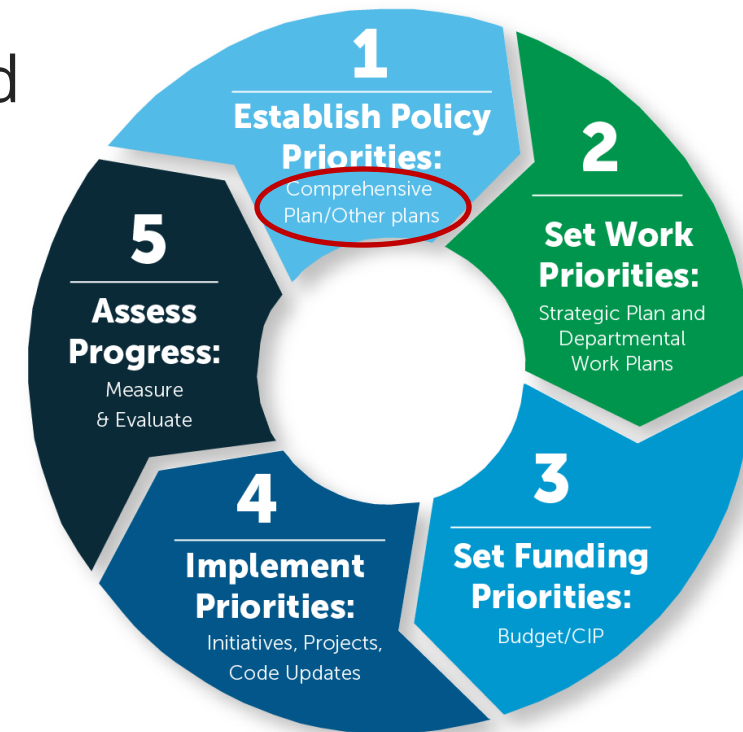 d
1
Establish Policy
Priorities:
Comprehensive
Plan/Other plans
2
Set Work
Priorities:
Strategic Plan and
Departmental
Work Plans
3
Set Funding
Priorities:
Budget/CIP
4
Implement
Priorities:
Initiatives, Projects,
Code Updates
5
Assess
Progress:
Measure
& Evaluate